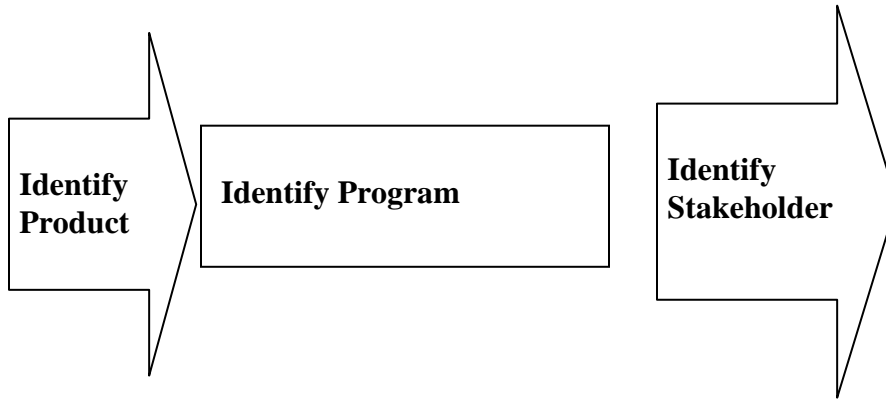 Identify
Product
Identify Program
Identify
Stakeholder